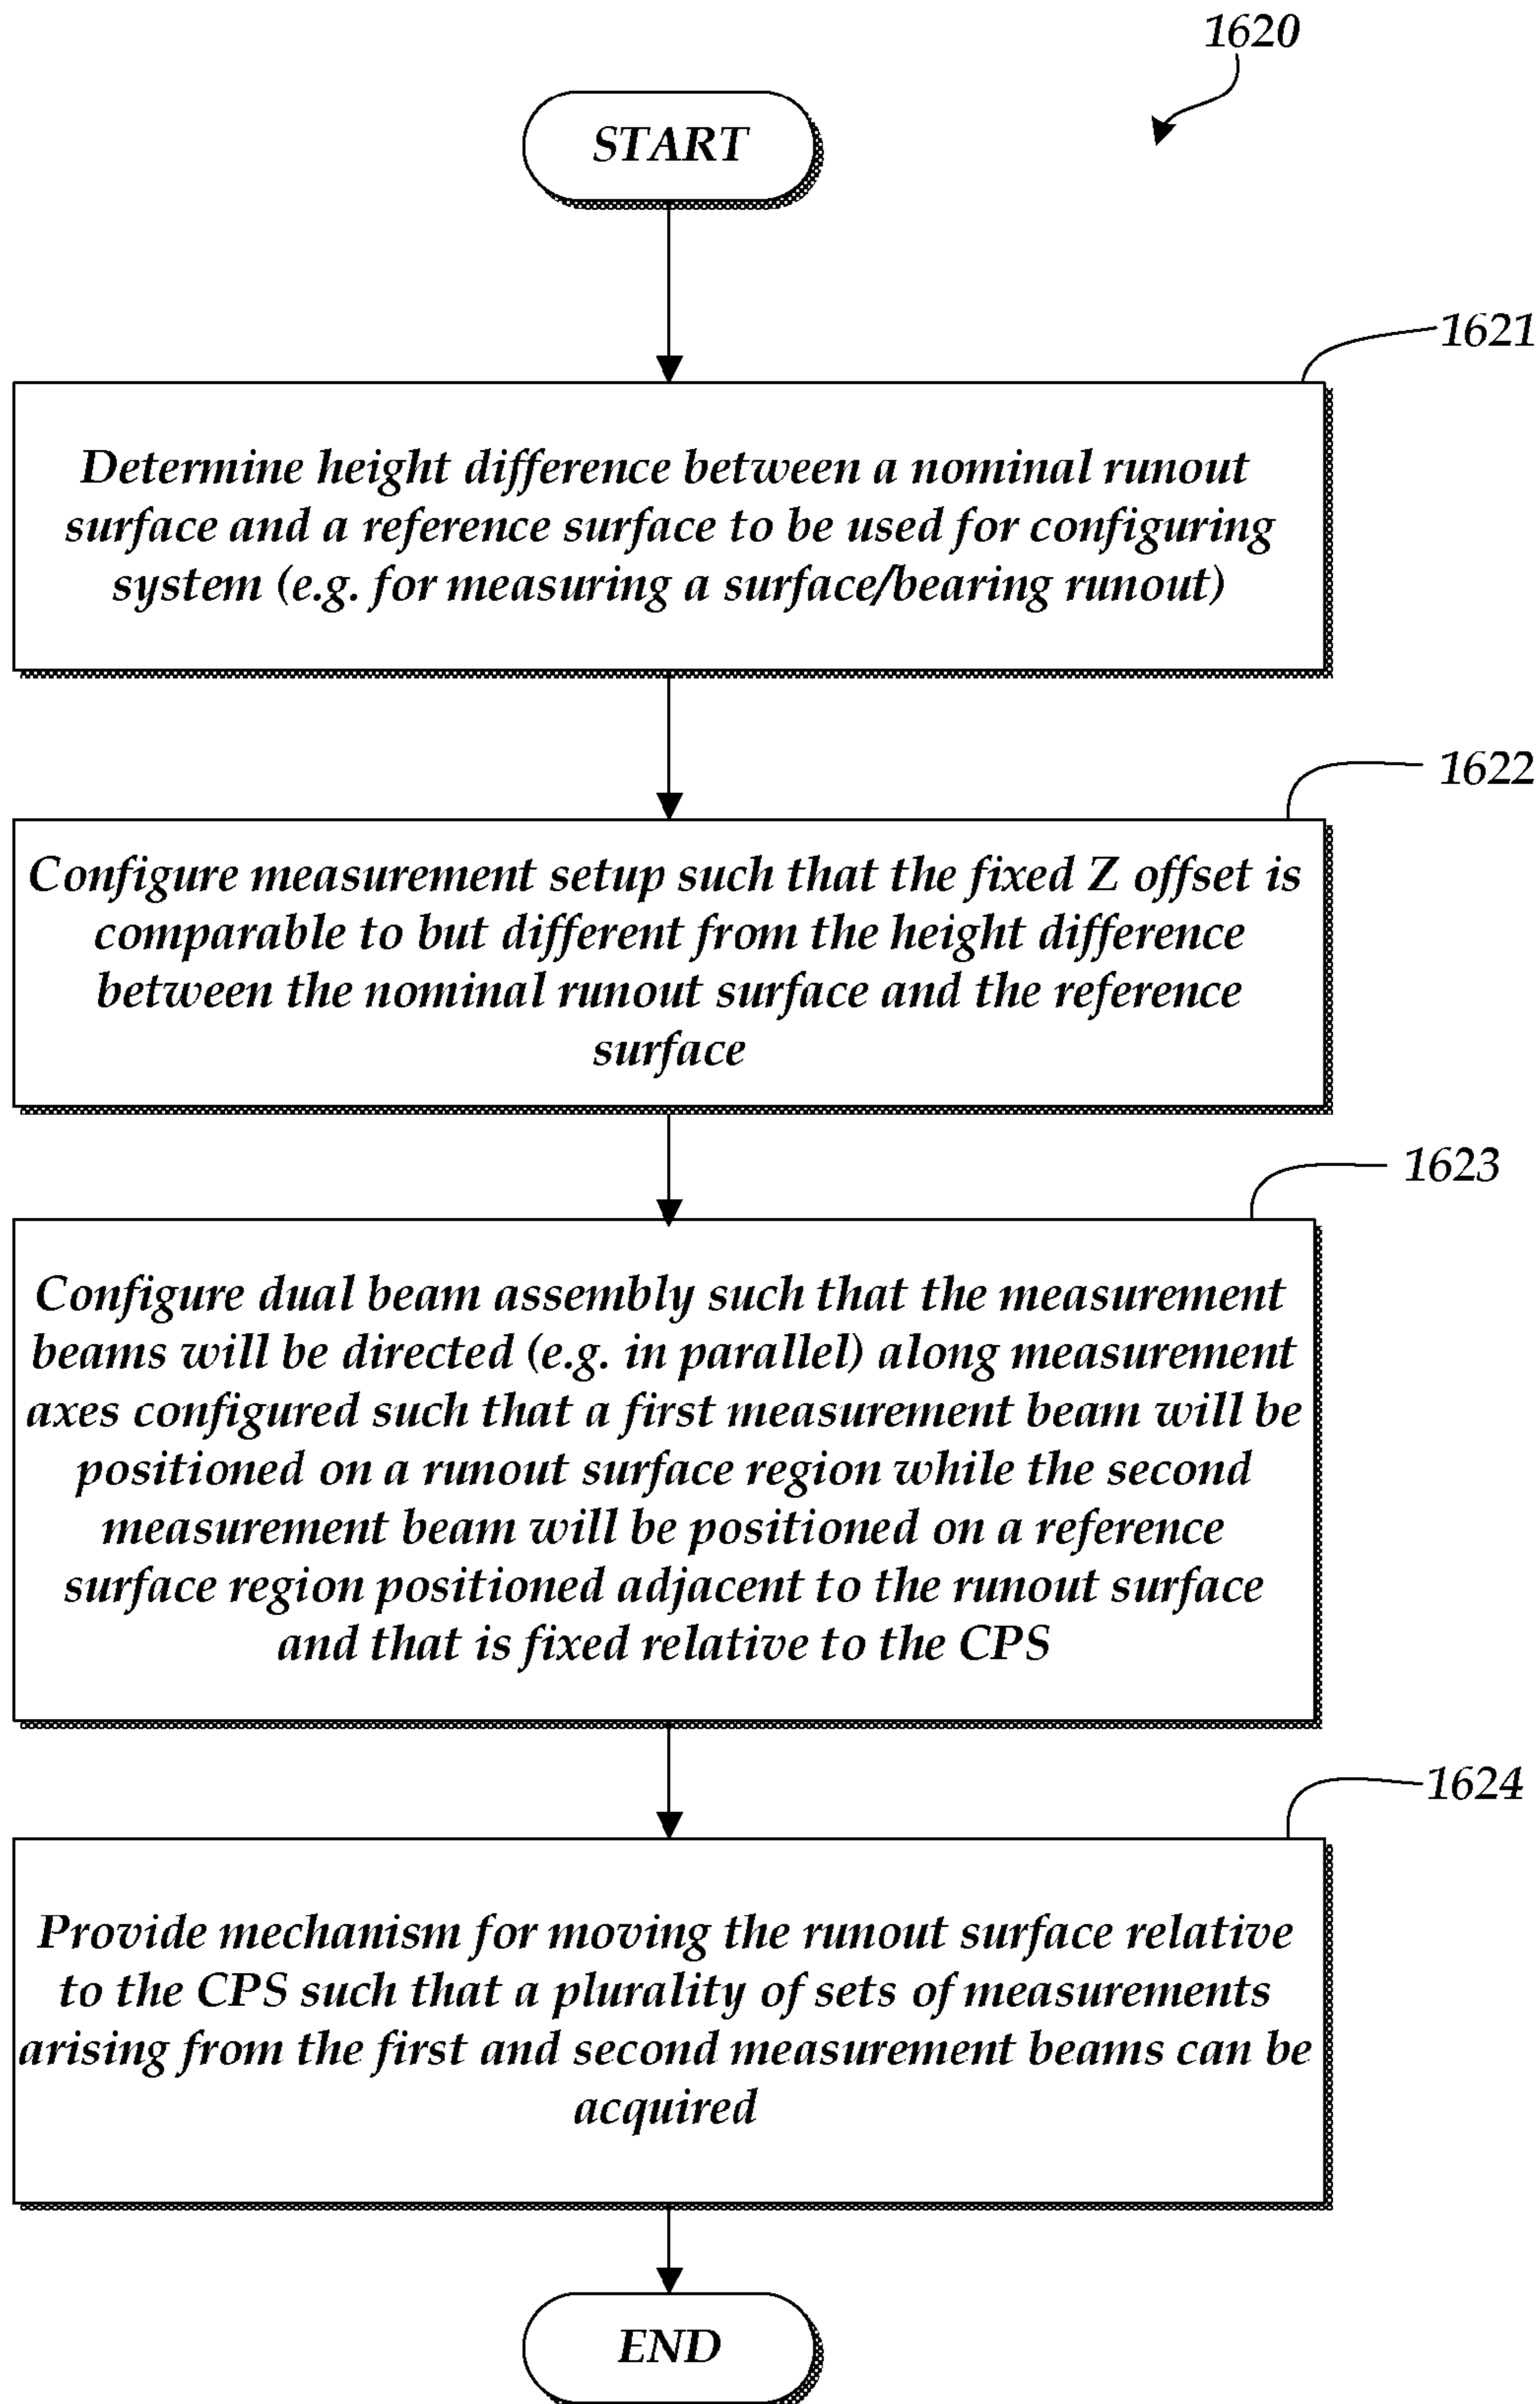 1620
START
1621
Determine height difference between a nominal runout
surface and a reference surface to be used for configuring
system (e.g. for measuring a surface/bearing runout)
1622
Configure measurement setup such that the fixed Z offset is
comparable to but different from the height difference
between the nominal runout surface and the reference
surface
1623
Configure dual beam assembly such that the measurement
beams will be directed (e.g. in parallel) along measurement
axes configured such that a first measurement beam will be
positioned on a runout surface region while the second
measurement beam will be positioned on a reference
surface region positioned adjacent to the runout surface
and that is fixed relative to the CPS
1624
Provide mechanism for moving the runout surface relative
to the CPS such that a plurality of sets of measurements
arising from the first and second measurement beams can be
acquired
END